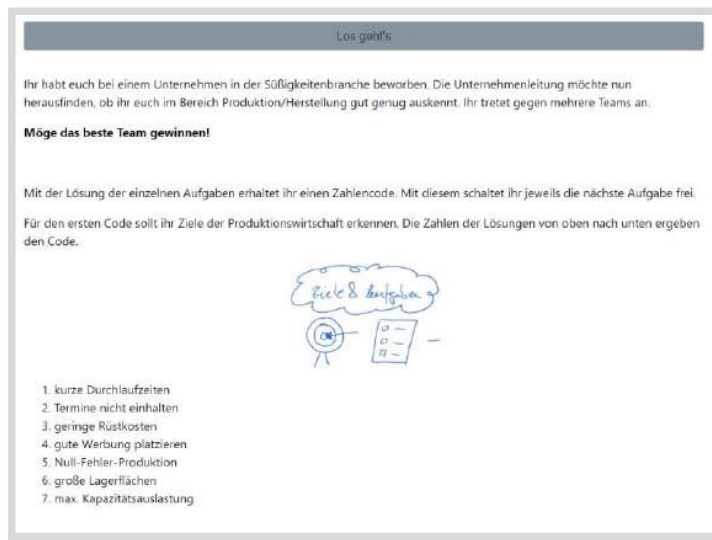 Los geht's
Ihr habt euch bei einem Unternehmen in der Süßigkeitenbranche beworben. Die Unternehmenleitung möchte nun
herausfinden, ob ihr euch im Bereich Produktion/Herstellung gut genug auskennt. Ihr tretet gegen mehrere Teams an.
Möge das beste Team gewinnen!
Mit der Lösung der einzelnen Aufgaben erhaltet ihr einen Zahlencode. Mit diesem schaltet ihr jeweils die nächste Aufgabe frei.
Für den ersten Code sollt ihr Ziele der Produktionswirtschaft erkennen. Die Zahlen der Lösungen von oben nach unten ergeben
den Code.
Ziele & Aufgaben
1. kurze Durchlaufzeiten
2. Termine nicht einhalten
3. geringe Rüstkosten
4. gute Werbung platzieren
5. Null-Fehler-Produktion
6. große Lagerflächen
7. max. Kapazitätsauslastung